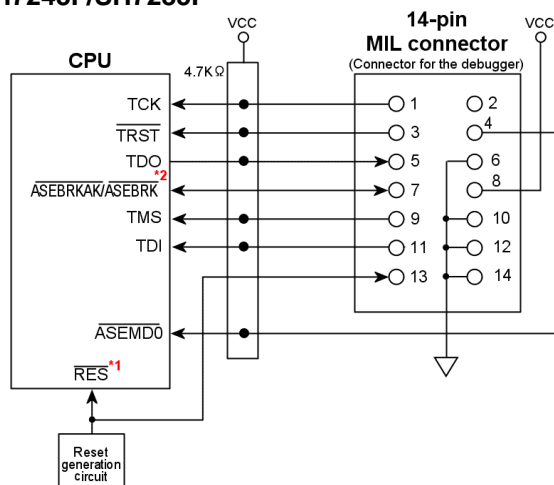 VCC
14-pin
MIL connector
(Connector for the debugger)
VCC
CPU
4.7KΩ
TCK
1
2
TRST
3
4
TDO
5
6
*2
ASEBRKAK/ASEBRK
7
8
TMS
9
10
TDI
11
12
13
14
ASEMD0
RES*1
Reset
generation
circuit